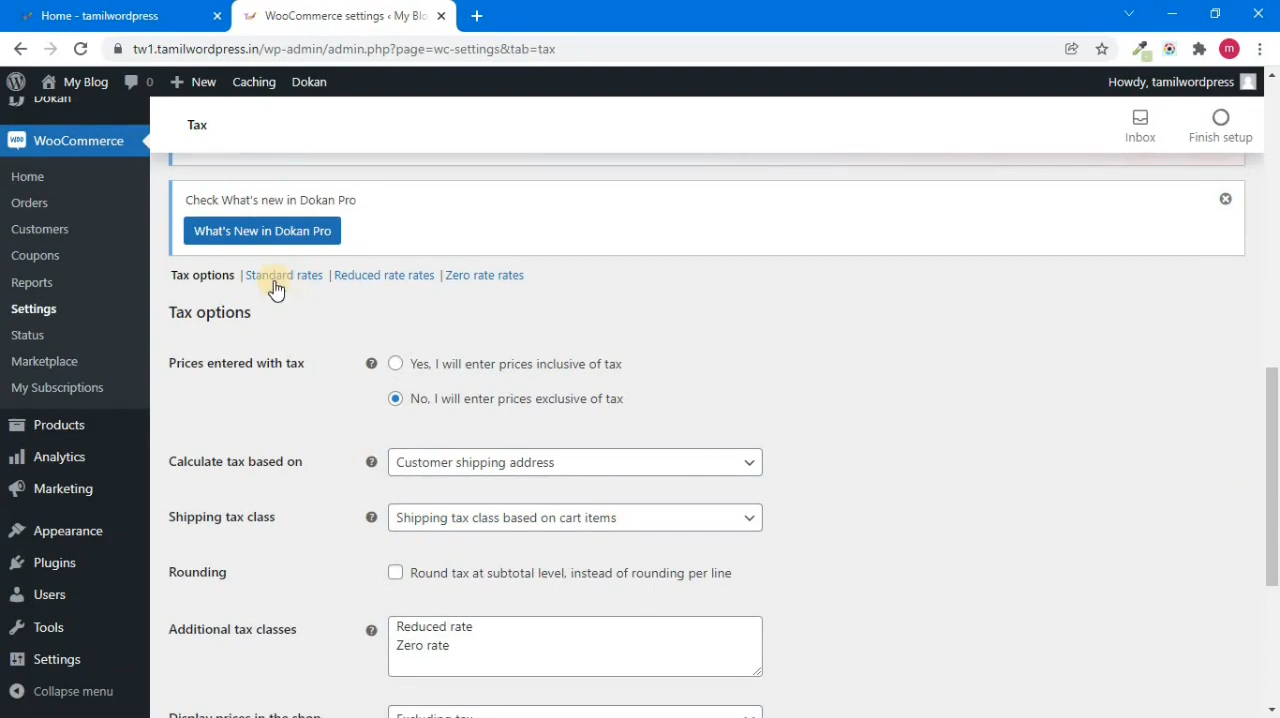 Home - tamilwordpress
WooCommerce settings ‹ My Blo
tw1.tamilwordpress.in/wp-admin/admin.php?page=wc-settings&tab=tax
m
My Blog
0
New
Caching
Dokan
Howdy, tamilwordpress
Dokan
WooCommerce
Home
Orders
Customers
Coupons
Reports
Settings
Status
Marketplace
My Subscriptions
Products
Analytics
Marketing
Appearance
Plugins
Users
Tools
Settings
Collapse menu
Tax
Inbox
Finish setup
Check What's new in Dokan Pro
What's New in Dokan Pro
Tax options | Standard rates | Reduced rate rates | Zero rate rates
Tax options
Prices entered with tax
Yes, I will enter prices inclusive of tax
No, I will enter prices exclusive of tax
Calculate tax based on
Customer shipping address
Shipping tax class
Shipping tax class based on cart items
Rounding
Round tax at subtotal level, instead of rounding per line
Additional tax classes
Reduced rate
Zero rate
Display prices in the shop
Excluding tax